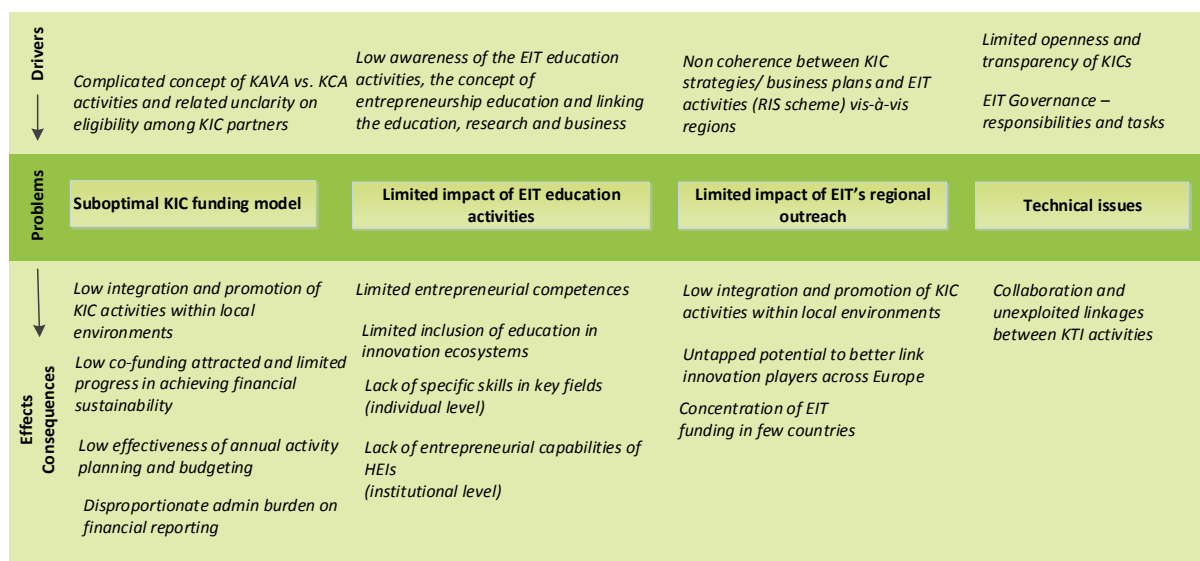 Drivers
Complicated concept of KAVA vs. KCA
activities and related unclarity on
eligibility among KIC partners
Low awareness of the EIT education
activities, the concept of
entrepreneurship education and linking
the education, research and business
Non coherence between KIC
strategies/ business plans and EIT
activities (RIS scheme) vis-à-vis
regions
Limited openness and
transparency of KICs
EIT Governance –
responsibilities and tasks
Problems
Suboptimal KIC funding model
Limited impact of EIT education
activities
Limited impact of EIT's regional
outreach
Technical issues
Effects
Consequences
Low integration and promotion of
KIC activities within local
environments
Low co-funding attracted and limited
progress in achieving financial
sustainability
Low effectiveness of annual activity
planning and budgeting
Disproportionate admin burden on
financial reporting
Limited entrepreneurial competences
Limited inclusion of education in
innovation ecosystems
Lack of specific skills in key fields
(individual level)
Lack of entrepreneurial capabilities of
HEIs
(institutional level)
Low integration and promotion of KIC
activities within local environments
Untapped potential to better link
innovation players across Europe
Concentration of EIT
funding in few countries
Collaboration and
unexploited linkages
between KTI activities